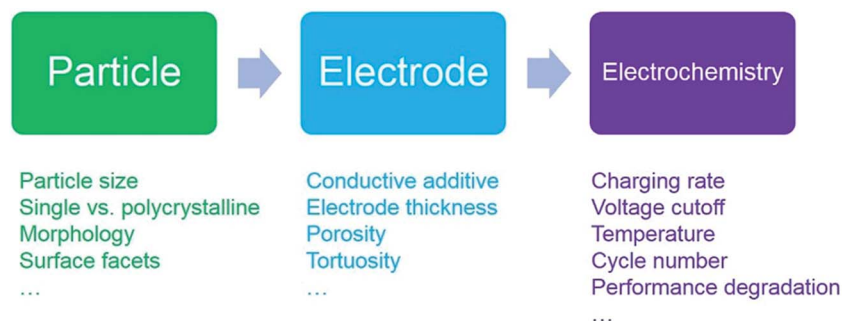 Particle
Electrode
Electrochemistry
Particle size
Single vs. polycrystalline
Morphology
Surface facets
…
Conductive additive
Electrode thickness
Porosity
Tortuosity
…
Charging rate
Voltage cutoff
Temperature
Cycle number
Performance degradation
…